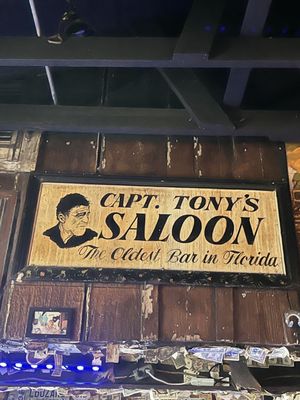 CAPT. TONY'S
SALOON
The Oldest Bar in Florida